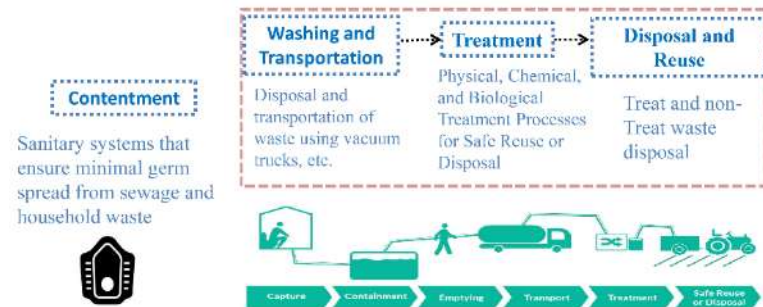 Contentment
Sanitary systems that
ensure minimal germ
spread from sewage and
household waste
Washing and
Transportation
Disposal and
transportation of
waste using vacuum
trucks, etc.
Treatment
Physical, Chemical,
and Biological
Treatment Processes
for Safe Reuse or
Disposal
Disposal and
Reuse
Treat and non-
Treat waste
disposal
Capture
Containment
Emptying
Transport
Treatment
Safe Reuse
or Disposal